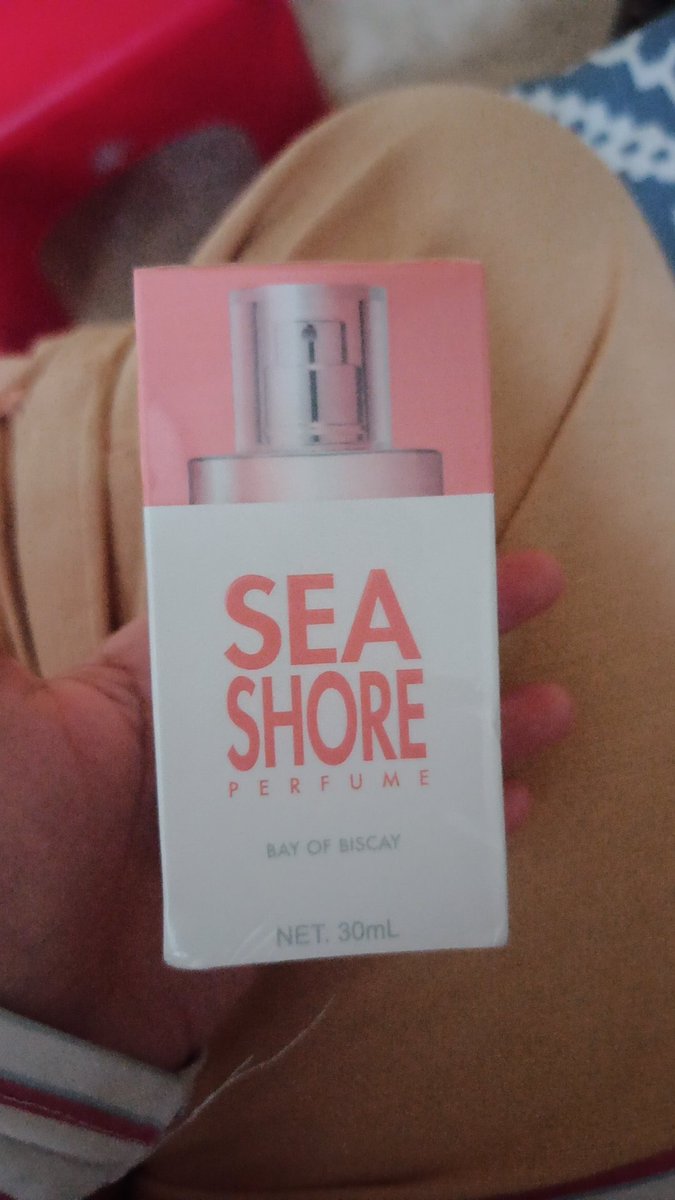 SEA
SHORE
PERFUME
BAY OF BISCAY
NET. 30mL